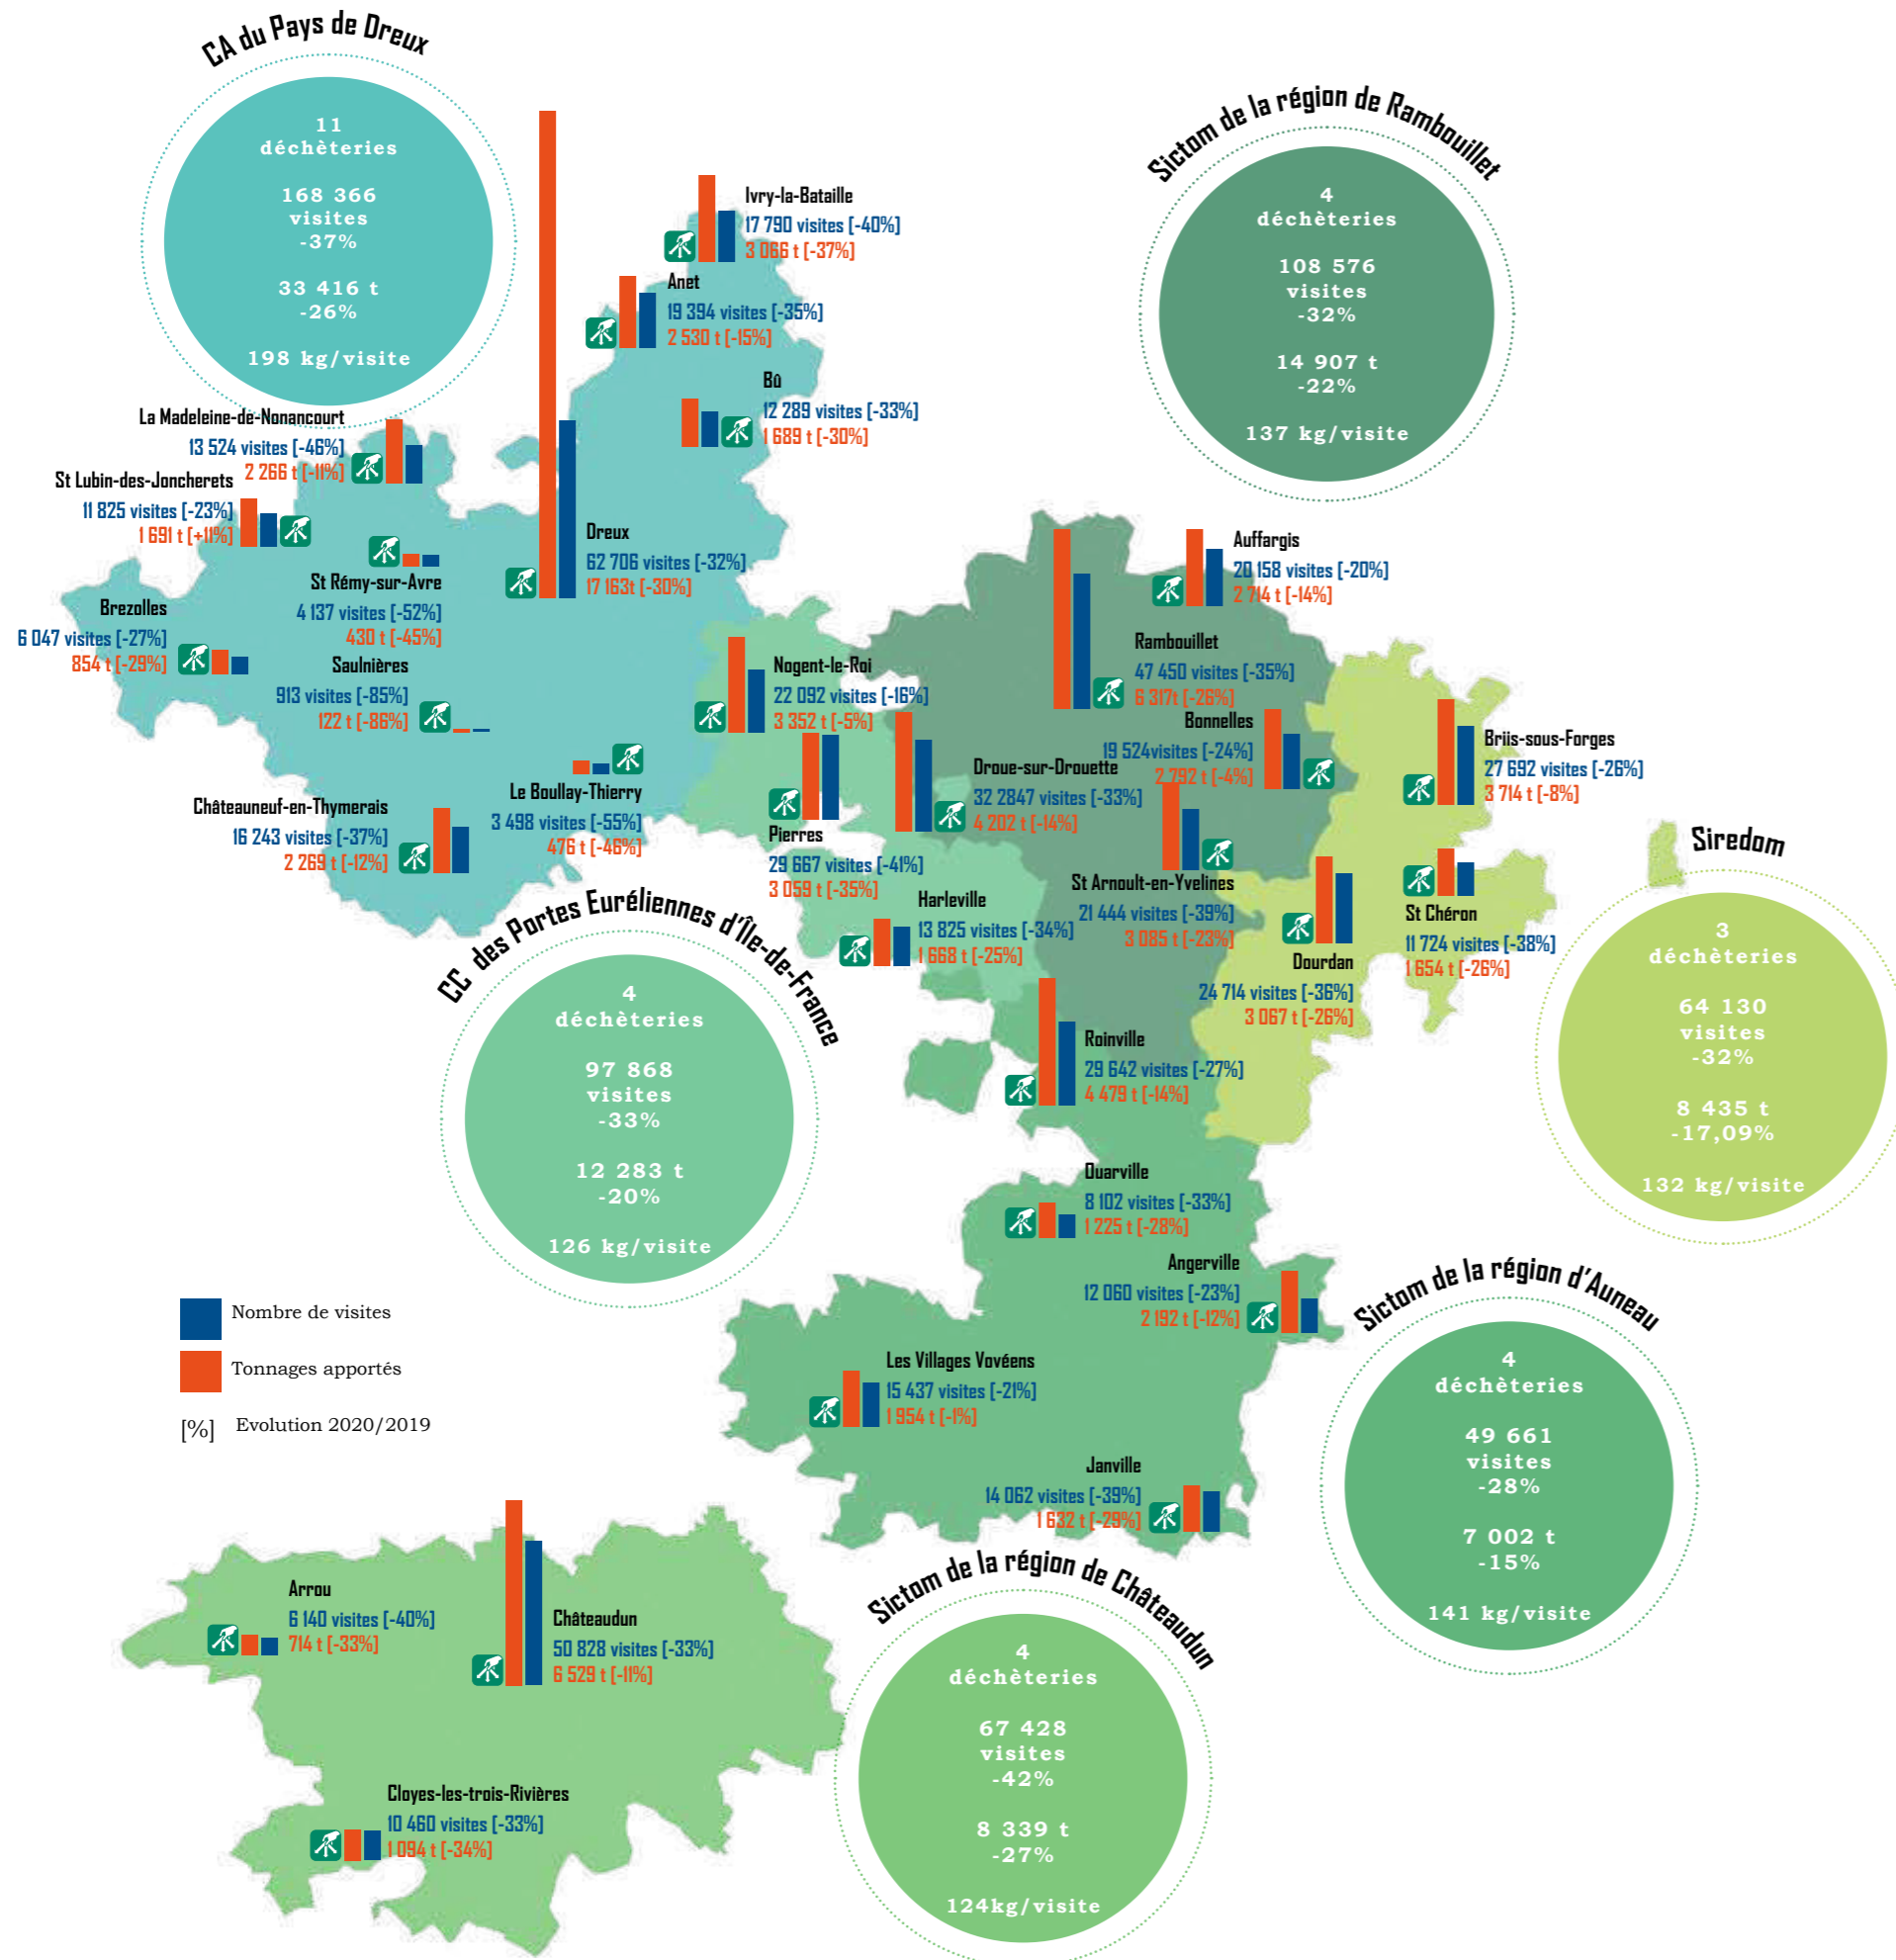 CA du Pays de Dreux
11
déchèteries
168 366
visites
-37%
33 416 t
-26%
198 kg/visite
Sictom de la région de Rambouillet
4
déchèteries
108 576
visites
-32%
14 907 t
-22%
137 kg/visite
Ivry-la-Bataille
17 790 visites [-40%]
3 066 t [-37%]
Anet
19 394 visites [-35%]
2 530 t [-15%]
Bû
12 289 visites [-33%]
1 689 t [-30%]
La Madeleine-de-Nonancourt
13 524 visites [-46%]
2 266 t [-11%]
St Lubin-des-Joncherets
11 825 visites [-23%]
1 691 t [+11%]
St Rémy-sur-Avre
4 137 visites [-52%]
430 t [-45%]
Dreux
62 706 visites [-32%]
17 163t [-30%]
Brezolles
6 047 visites [-27%]
854 t [-29%]
Saulnières
913 visites [-85%]
122 t [-86%]
Le Boullay-Thierry
3 498 visites [-55%]
476 t [-46%]
Châteauneuf-en-Thymerais
16 243 visites [-37%]
2 269 t [-12%]
Auffargis
20 158 visites [-20%]
2 714 t [-14%]
Rambouillet
47 450 visites [-35%]
6 317t [-26%]
Nogent-le-Roi
22 092 visites [-16%]
3 352 t [-5%]
Bonnelles
19 524visites [-24%]
2 792 t [-4%]
Briis-sous-Forges
27 692 visites [-26%]
3 714 t [-8%]
Droue-sur-Drouette
32 2847 visites [-33%]
4 202 t [-14%]
Pierres
29 667 visites [-41%]
3 059 t [-35%]
St Arnoult-en-Yvelines
21 444 visites [-39%]
3 085 t [-23%]
Harleville
13 825 visites [-34%]
1 668 t [-25%]
St Chéron
11 724 visites [-38%]
1 654 t [-26%]
Dourdan
24 714 visites [-36%]
3 067 t [-26%]
Siredom
3
déchèteries
64 130
visites
-32%
8 435 t
-17,09%
132 kg/visite
CC des Portes Euréliennes d'Île-de-France
4
déchèteries
97 868
visites
-33%
12 283 t
-20%
126 kg/visite
Roinville
29 642 visites [-27%]
4 479 t [-14%]
Ouarville
8 102 visites [-33%]
1 225 t [-28%]
Angerville
12 060 visites [-23%]
2 192 t [-12%]
Les Villages Vovéens
15 437 visites [-21%]
1 954 t [-1%]
Janville
14 062 visites [-39%]
1 632 t [-29%]
Sictom de la région d'Auneau
4
déchèteries
49 661
visites
-28%
7 002 t
-15%
141 kg/visite
Nombre de visites
Tonnages apportés
[%] Evolution 2020/2019
Arrou
6 140 visites [-40%]
714 t [-33%]
Châteaudun
50 828 visites [-33%]
6 529 t [-11%]
Cloyes-les-trois-Rivières
10 460 visites [-33%]
1 094 t [-34%]
Sictom de la région de Châteaudun
4
déchèteries
67 428
visites
-42%
8 339 t
-27%
124kg/visite